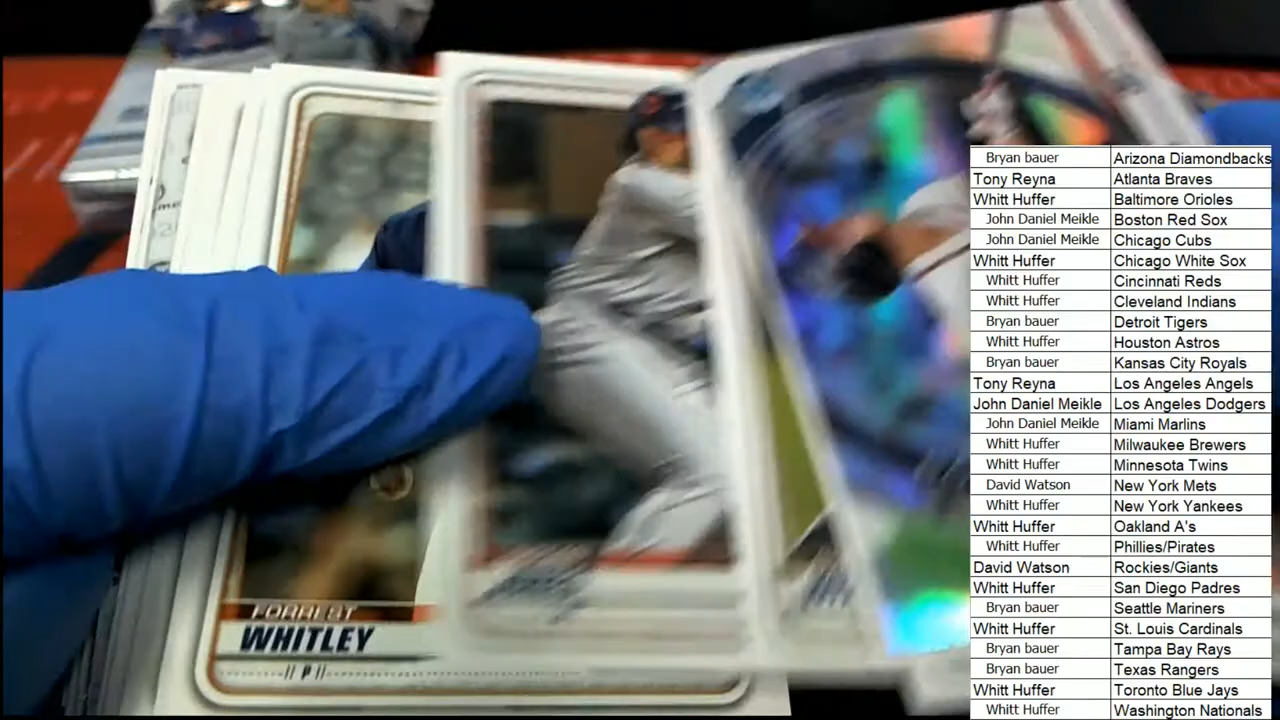 FORREST
WHITLEY
P
Bryan bauer Arizona Diamondbacks
Tony Reyna Atlanta Braves
Whitt Huffer Baltimore Orioles
John Daniel Meikle Boston Red Sox
John Daniel Meikle Chicago Cubs
Whitt Huffer Chicago White Sox
Whitt Huffer Cincinnati Reds
Whitt Huffer Cleveland Indians
Bryan bauer Detroit Tigers
Whitt Huffer Houston Astros
Bryan bauer Kansas City Royals
Tony Reyna Los Angeles Angels
John Daniel Meikle Los Angeles Dodgers
John Daniel Meikle Miami Marlins
Whitt Huffer Milwaukee Brewers
Whitt Huffer Minnesota Twins
David Watson New York Mets
Whitt Huffer New York Yankees
Whitt Huffer Oakland A's
Whitt Huffer Phillies/Pirates
David Watson Rockies/Giants
Whitt Huffer San Diego Padres
Bryan bauer Seattle Mariners
Whitt Huffer St. Louis Cardinals
Bryan bauer Tampa Bay Rays
Bryan bauer Texas Rangers
Whitt Huffer Toronto Blue Jays
Whitt Huffer Washington Nationals